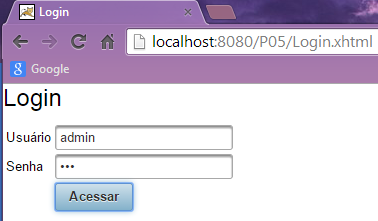 Login
localhost:8080/P05/Login.xhtml
Google
Login
Usuário admin
Senha •••
Acessar